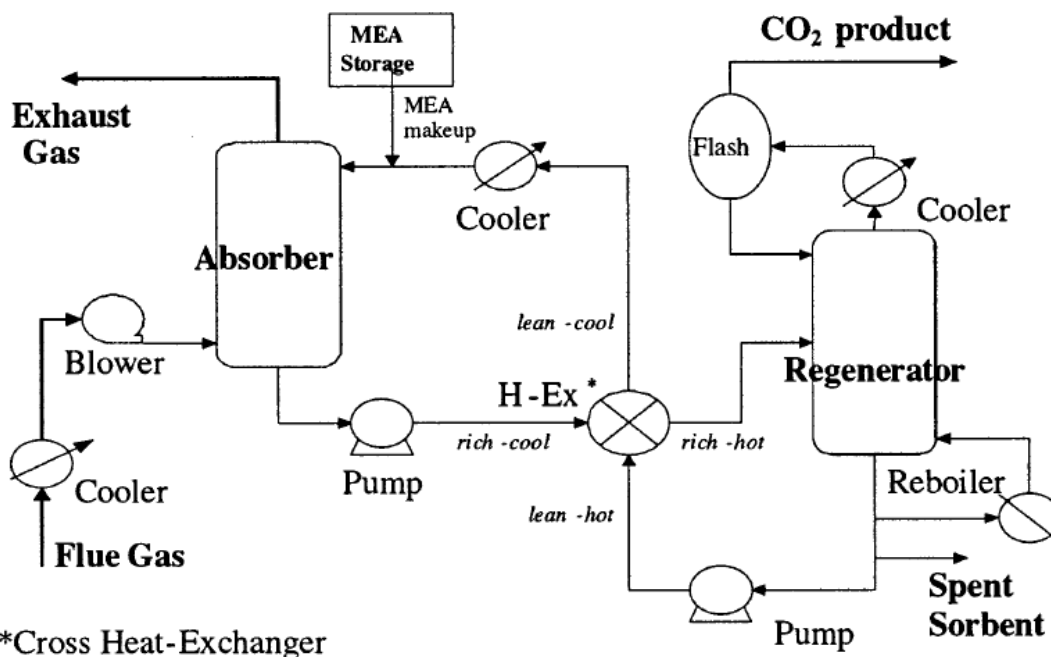 CO₂ product
MEA
Storage
Exhaust
Gas
MEA
makeup
Flash
Cooler
Cooler
Absorber
lean -cool
Blower
Regenerator
H-Ex *
rich -cool
rich -hot
Pump
Reboiler
Cooler
lean -hot
Flue Gas
Spent
Sorbent
Pump
*Cross Heat-Exchanger